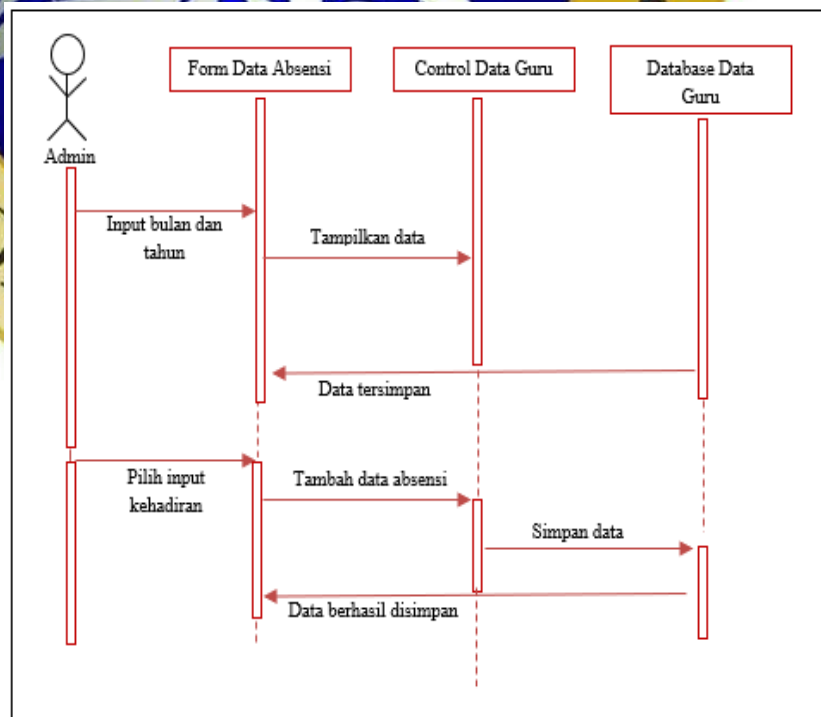 Form Data Absensi
Control Data Guru
Database Data
Guru
Admin
Input bulan dan
tahun
Tampilkan data
Data tersimpan
Pilih input
kehadiran
Tambah data absensi
Simpan data
Data berhasil disimpan